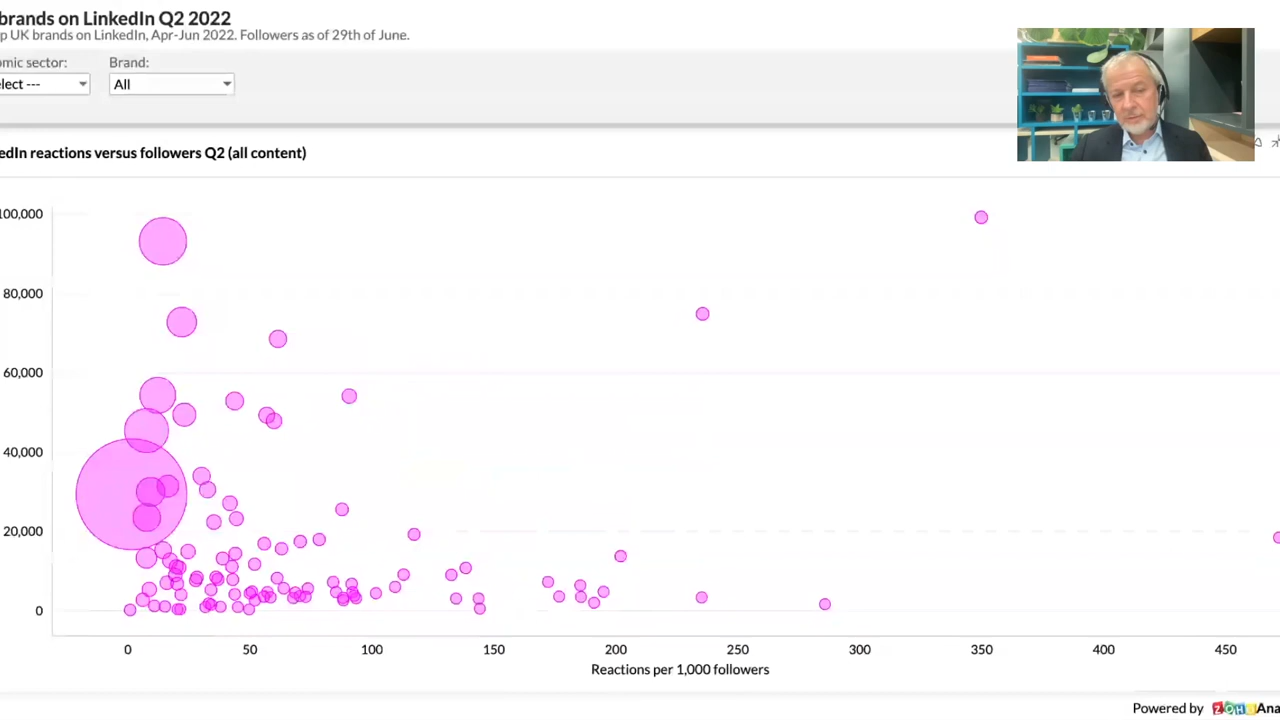 brands on LinkedIn Q2 2022
p UK brands on LinkedIn, Apr-Jun 2022. Followers as of 29th of June.
omic sector:
Brand:
elect ---
All
edIn reactions versus followers Q2 (all content)
100,000
80,000
60,000
40,000
20,000
0
0 50 100 150 200 250 300 350 400 450
Reactions per 1,000 followers
Powered by ZOHO Ana